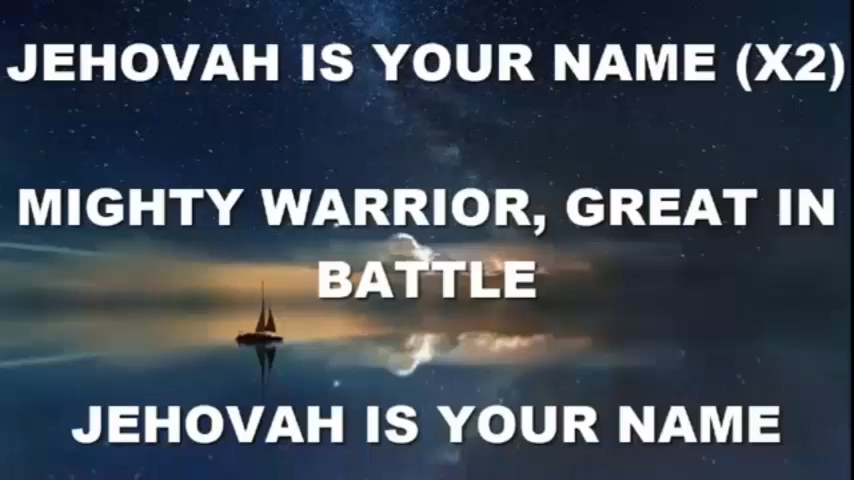 JEHOVAH IS YOUR NAME (X2)
MIGHTY WARRIOR, GREAT IN
BATTLE
JEHOVAH IS YOUR NAME